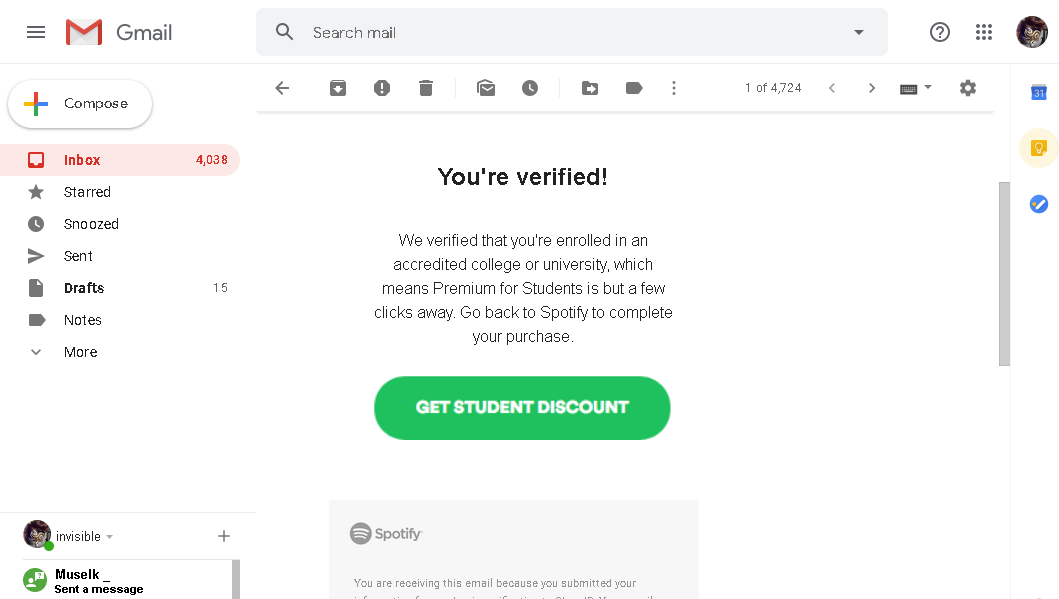 Gmail
Search mail
Compose
1 of 4,724
31
Inbox 4,038
Starred
Snoozed
Sent
Drafts 15
Notes
More
You're verified!
We verified that you're enrolled in an
accredited college or university, which
means Premium for Students is but a few
clicks away. Go back to Spotify to complete
your purchase.
GET STUDENT DISCOUNT
invisible
Muselk _
Sent a message
Spotify
You are receiving this email because you submitted your